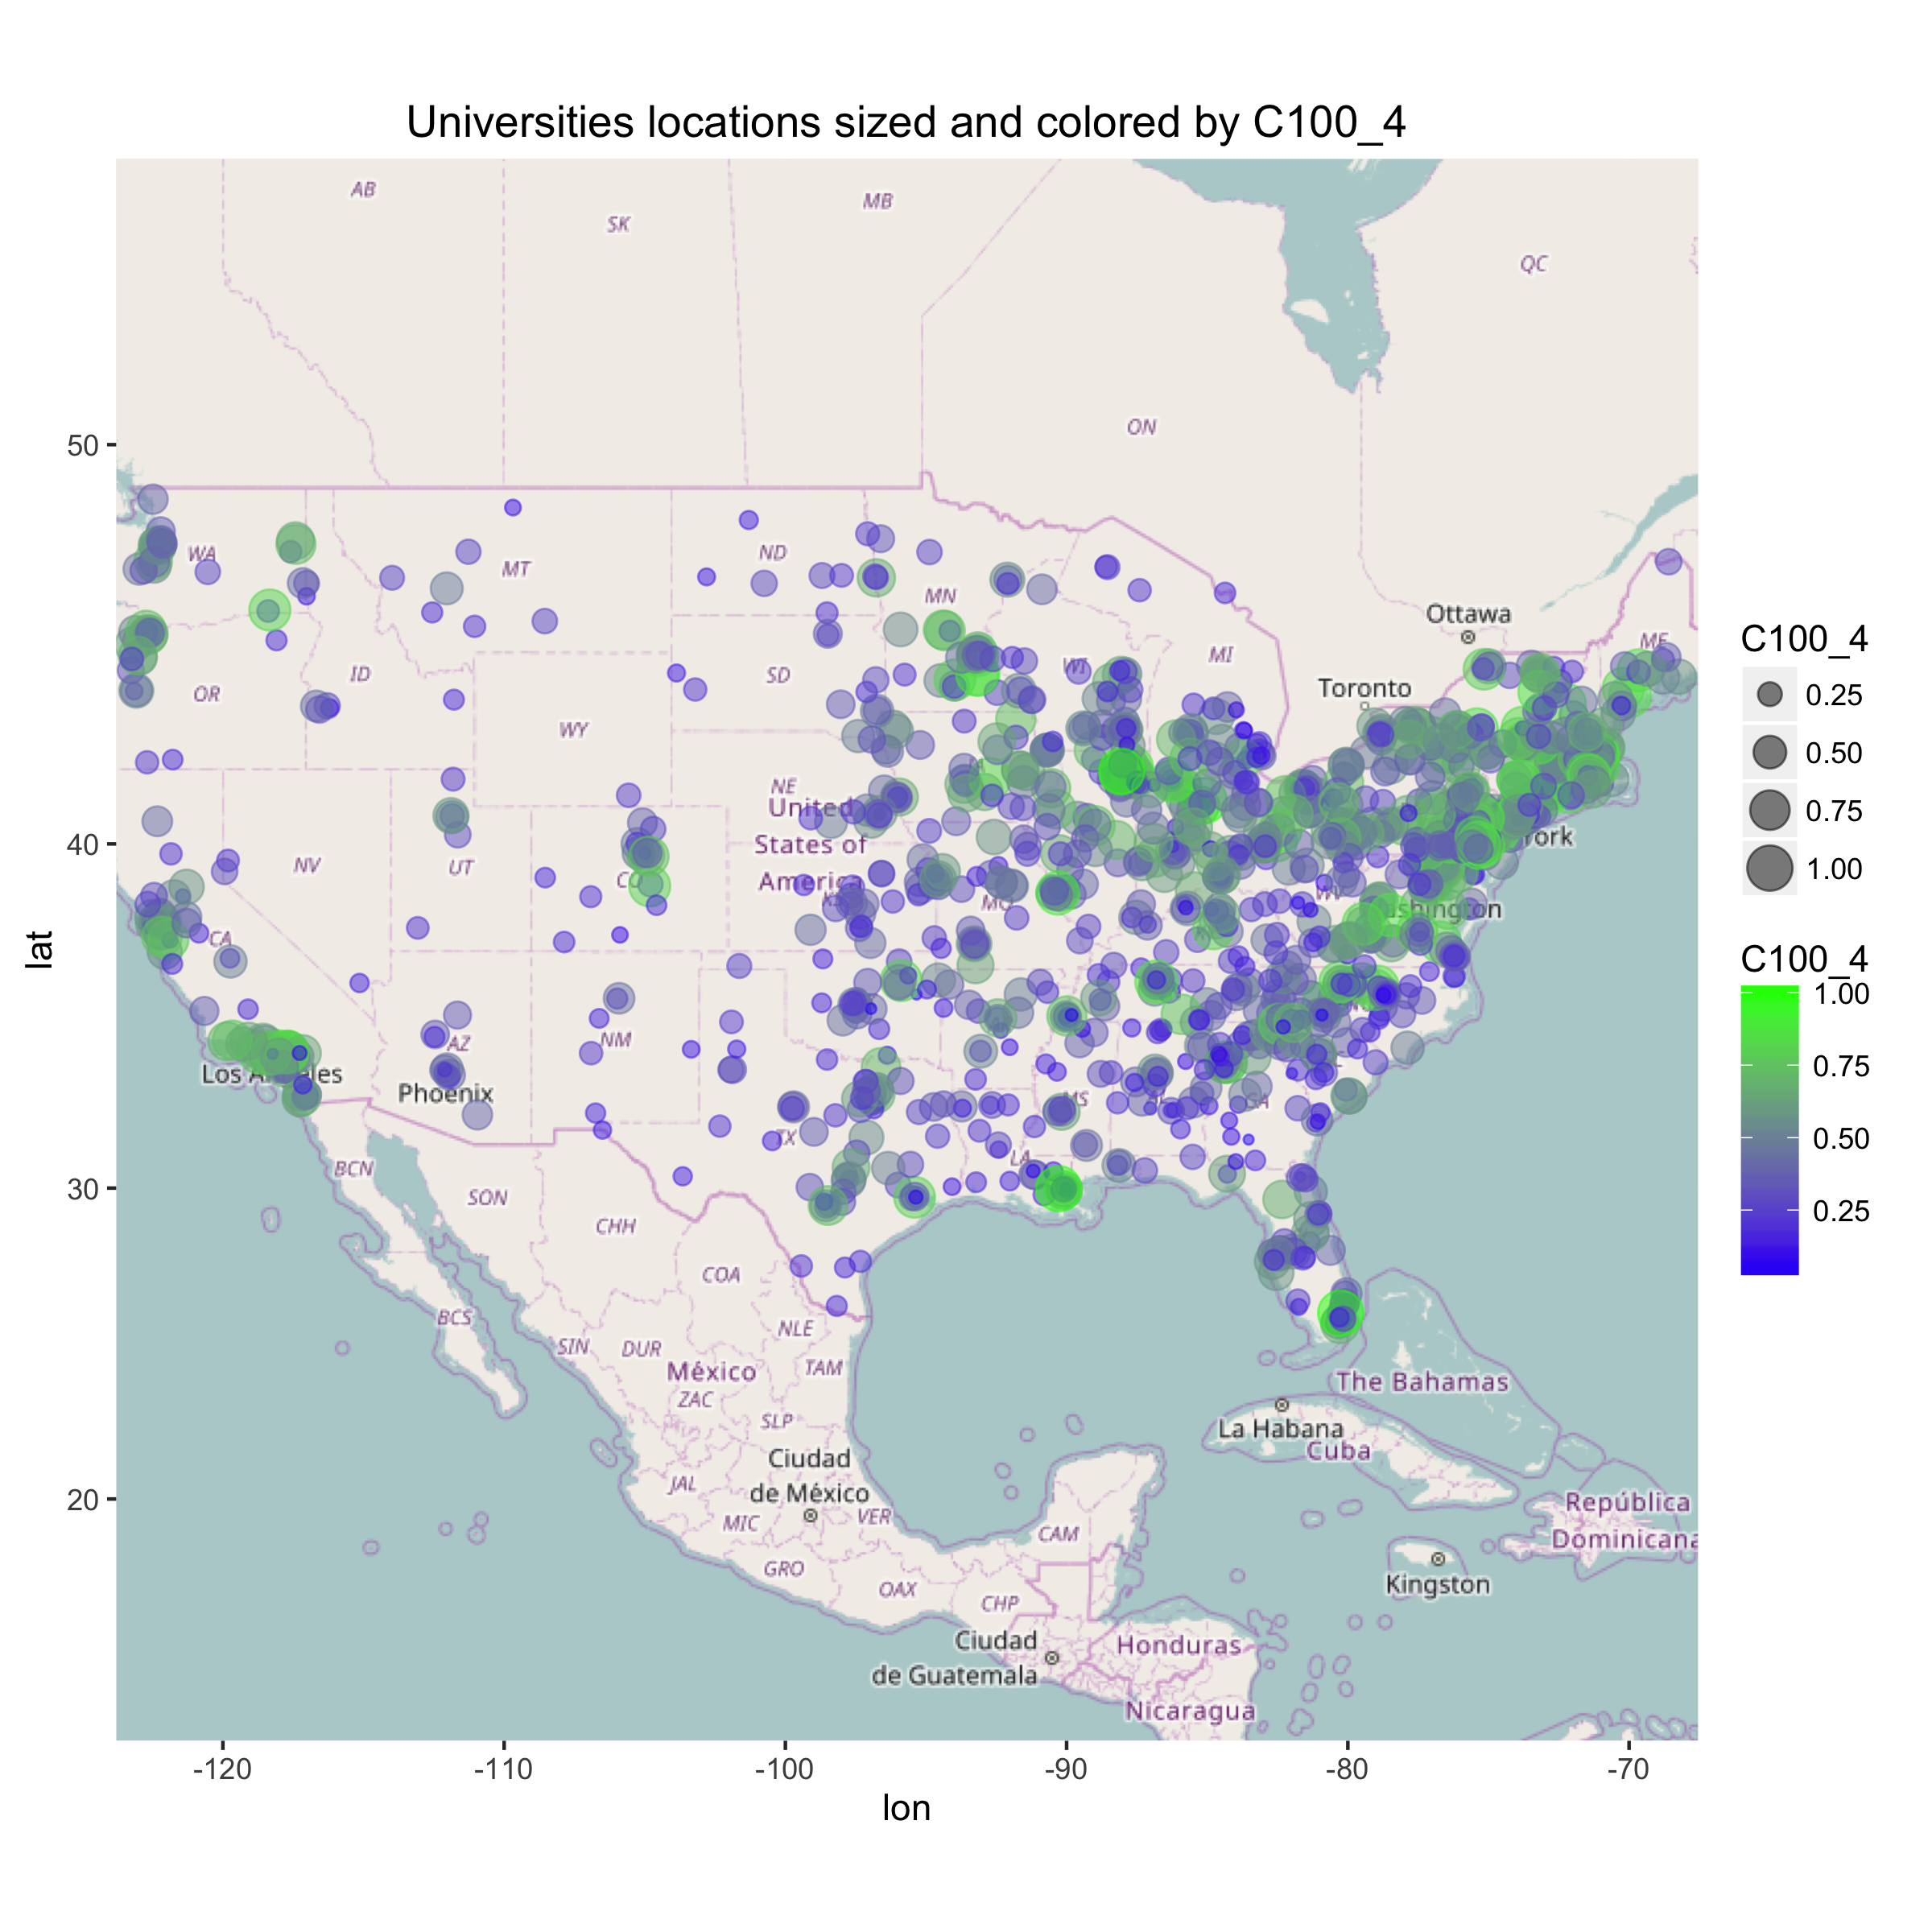 Universities locations sized and colored by C100_4
AB
SK
MB
QC
ON
50
WA
MT
ND
MN
Ottawa
ME
C100_4
0.25
0.50
0.75
1.00
OR
ID
SD
WI
MI
Toronto
WY
NE
United
States of
America
40
NV
UT
CO
KS
MO
WV
ork
ashington
CA
C100_4
1.00
0.75
0.50
0.25
lat
AZ
NM
Los A
les
Phoenix
MS
GA
TX
LA
30
BCN
SON
CHH
COA
BCS
NLE
SIN
DUR
TAM
México
ZAC
The Bahamas
SLP
La Habana
Cuba
Ciudad
de México
JAL
20
MIC
VER
CAM
República
Dominicana
GRO
OAX
CHP
Kingston
Ciudad
de Guatemala
Honduras
Nicaragua
-120
-110
-100
-90
-80
-70
lon